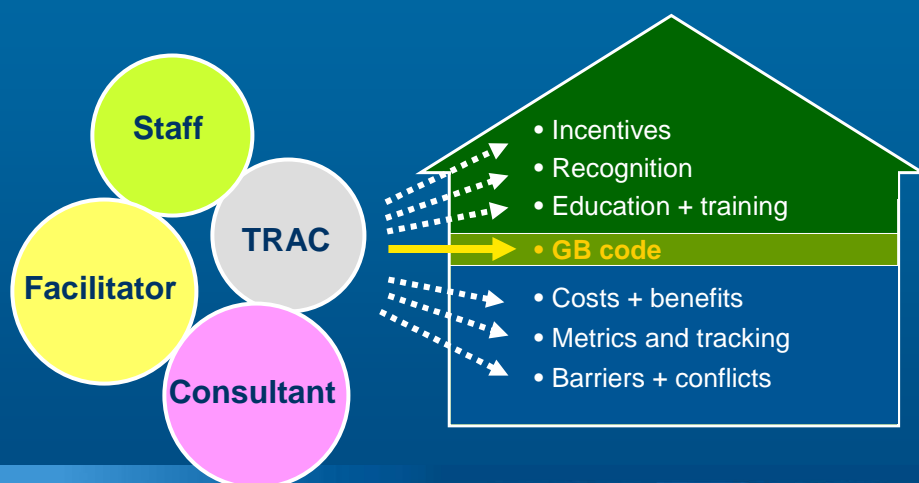 Staff
TRAC
Facilitator
Consultant
• Incentives
• Recognition
• Education + training
• GB code
• Costs + benefits
• Metrics and tracking
• Barriers + conflicts